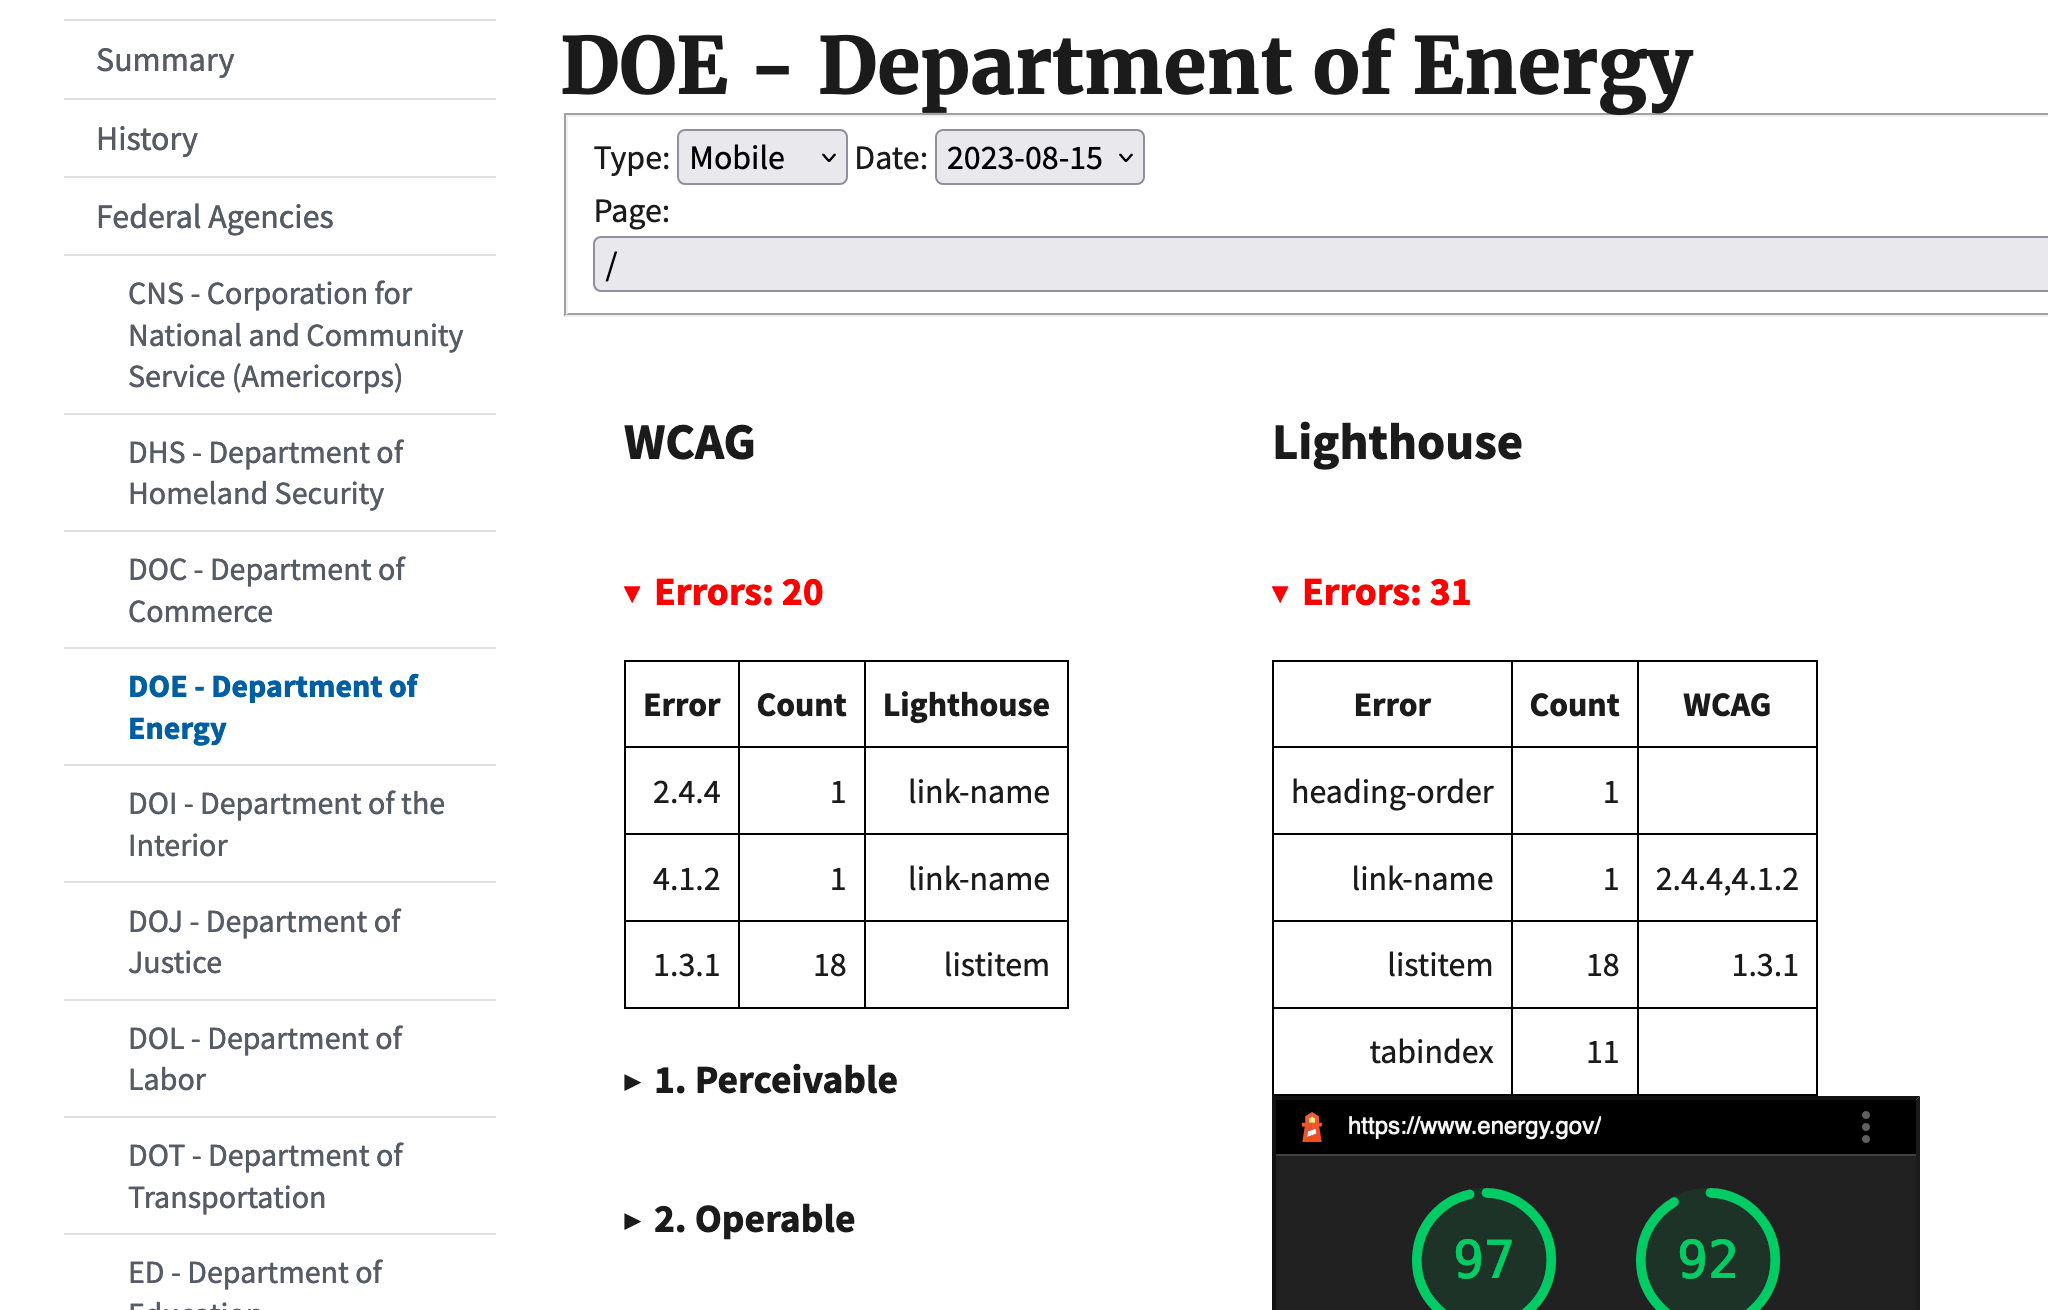 Summary
History
Federal Agencies
CNS - Corporation for
National and Community
Service (Americorps)
DHS - Department of
Homeland Security
DOC - Department of
Commerce
DOE - Department of
Energy
DOI - Department of the
Interior
DOJ - Department of
Justice
DOL - Department of
Labor
DOT - Department of
Transportation
ED - Department of
Education
DOE – Department of Energy
Type: Mobile Date: 2023-08-15
Page:
/
WCAG
Errors: 20
Error Count Lighthouse
2.4.4 1 link-name
4.1.2 1 link-name
1.3.1 18 listitem
1. Perceivable
2. Operable
Lighthouse
Errors: 31
Error Count WCAG
heading-order 1
link-name 1 2.4.4,4.1.2
listitem 18 1.3.1
tabindex 11
https://www.energy.gov/
97 92